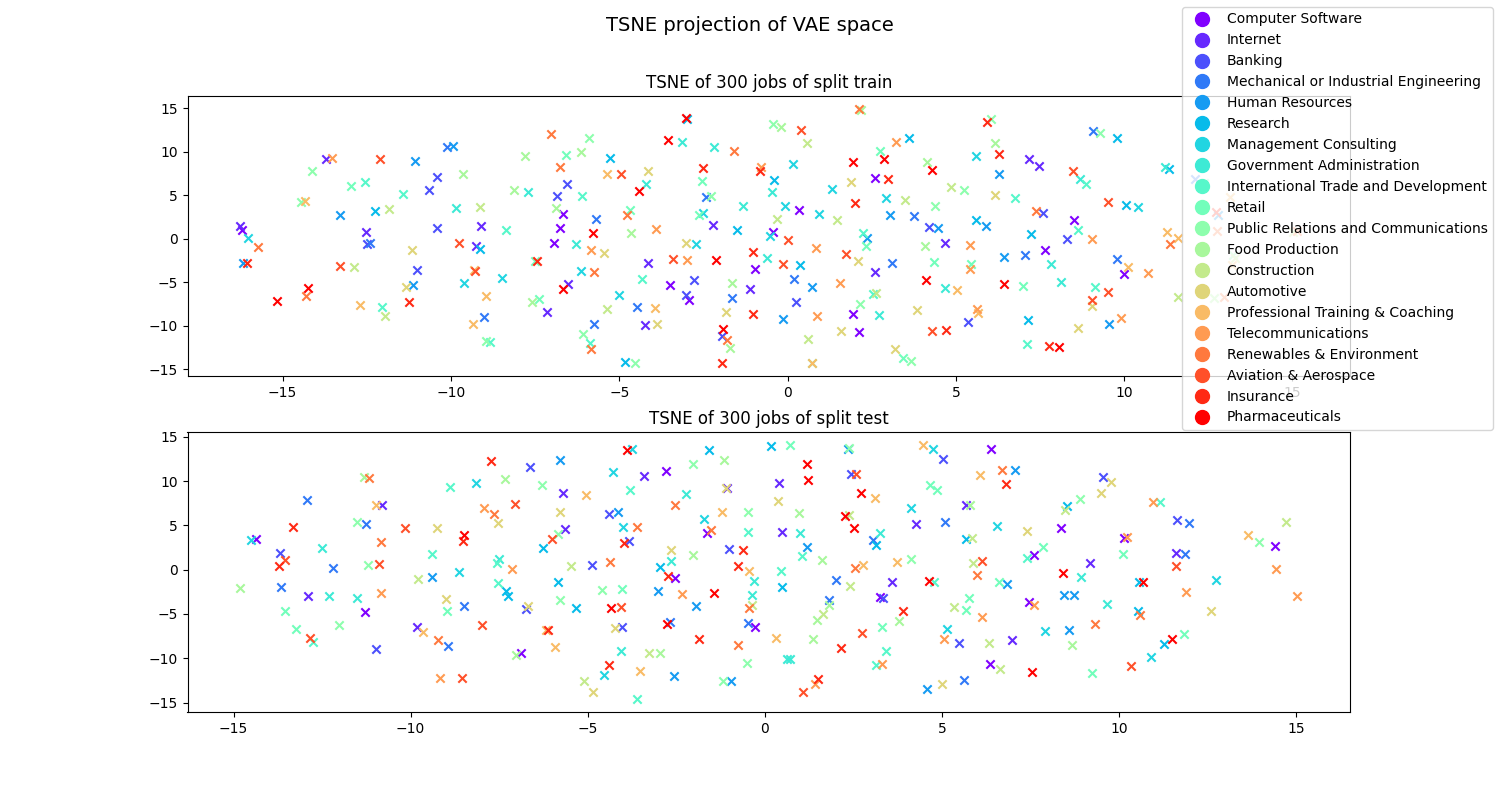 TSNE projection of VAE space
TSNE of 300 jobs of split train
15
10
5
0
−5
−10
−15
−15
−10
−5
0
5
10
15
Computer Software
Internet
Banking
Mechanical or Industrial Engineering
Human Resources
Research
Management Consulting
Government Administration
International Trade and Development
Retail
Public Relations and Communications
Food Production
Construction
Automotive
Professional Training & Coaching
Telecommunications
Renewables & Environment
Aviation & Aerospace
Insurance
Pharmaceuticals
TSNE of 300 jobs of split test
15
10
5
0
−5
−10
−15
−15
−10
−5
0
5
10
15